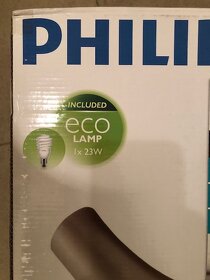 PHILI
INCLUDED
eco
LAMP
1x 23W